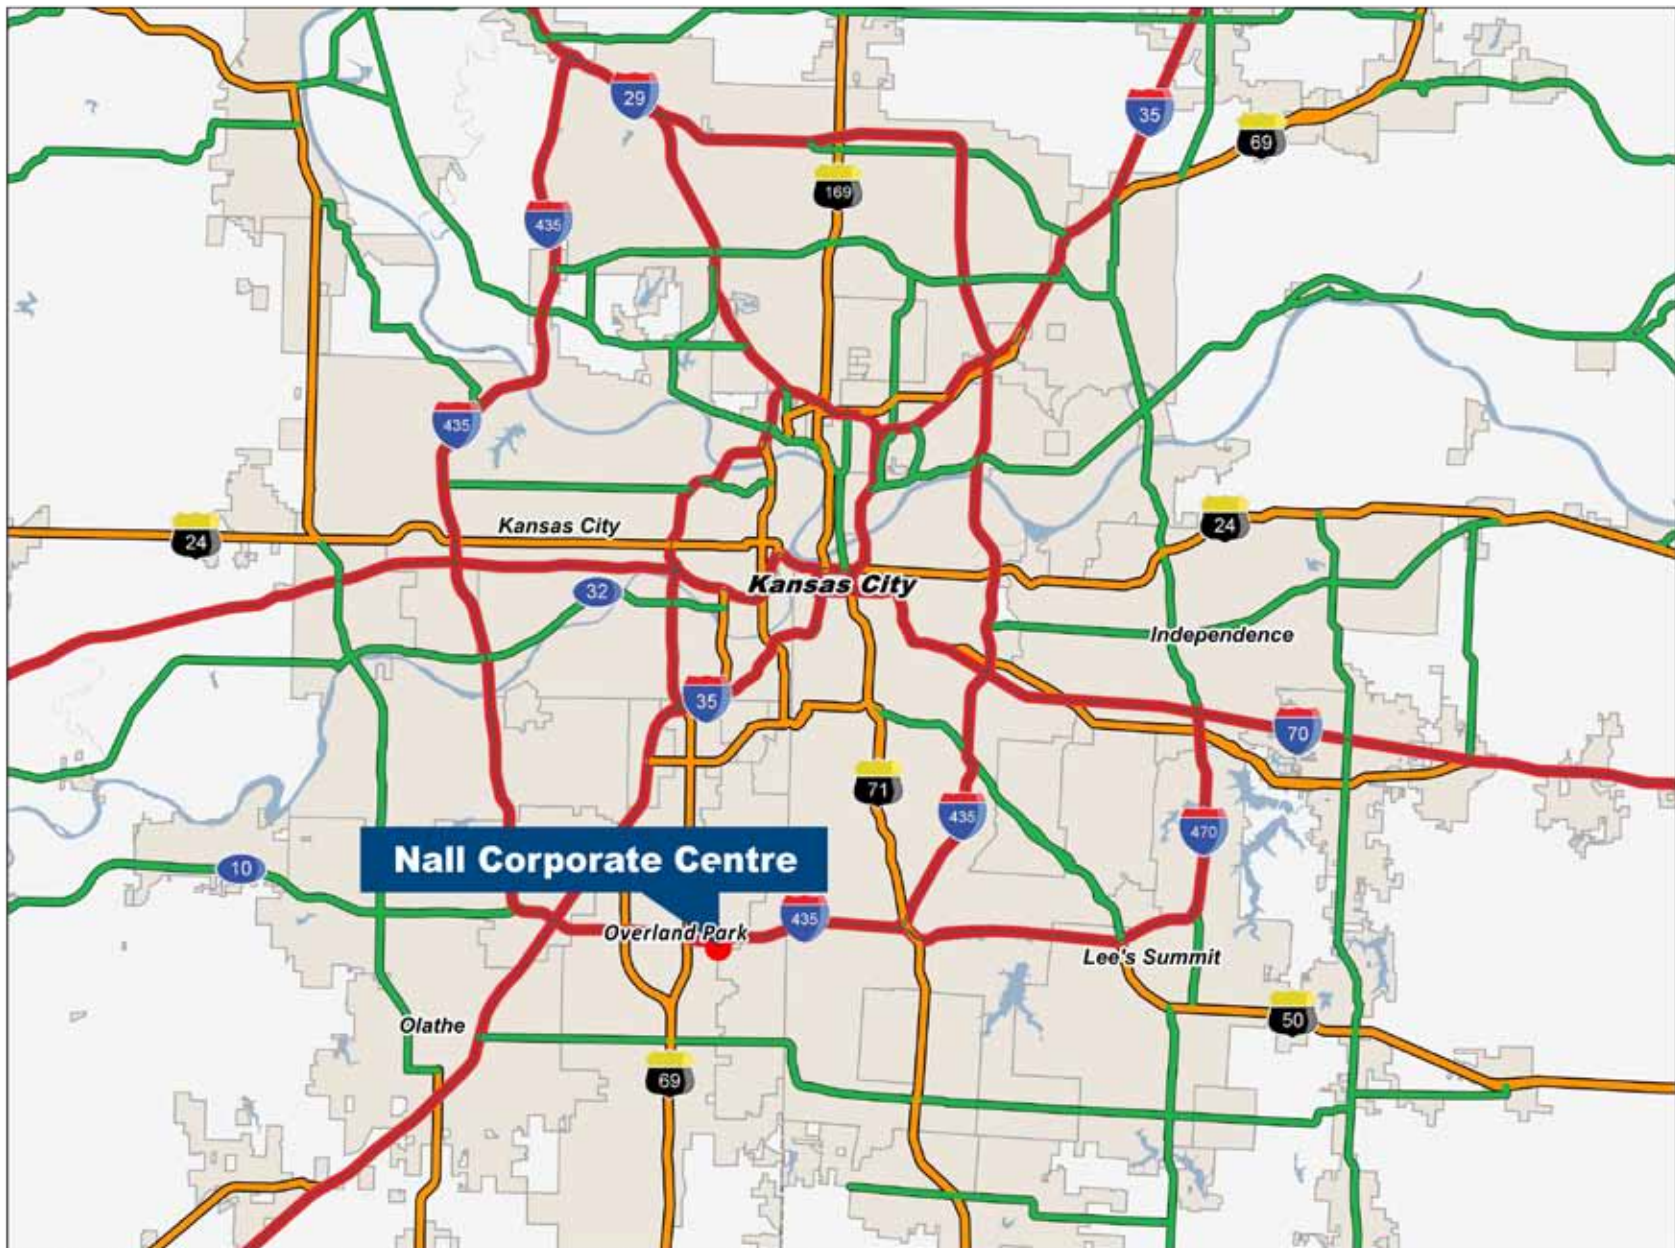 29
35
69
169
435
435
24
Kansas City
24
32
Kansas City
Independence
35
70
71
435
470
Nall Corporate Centre
10
435
Overland Park
Lee's Summit
50
Olathe
69